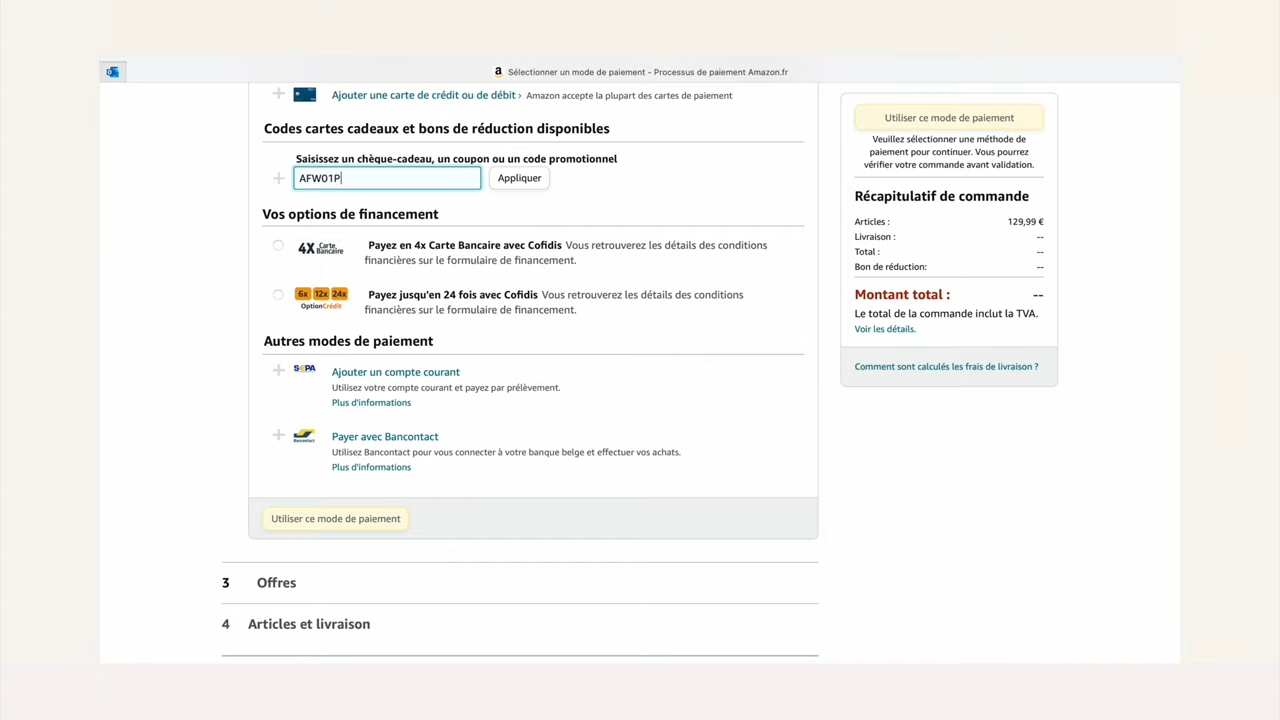 Sélectionner un mode de paiement - Processus de paiement Amazon.fr
Ajouter une carte de crédit ou de débit › Amazon accepte la plupart des cartes de paiement
Codes cartes cadeaux et bons de réduction disponibles
Saisissez un chèque-cadeau, un coupon ou un code promotionnel
AFW01P
Appliquer
Vos options de financement
4X Carte Bancaire
Payez en 4x Carte Bancaire avec Cofidis Vous retrouverez les détails des conditions
financières sur le formulaire de financement.
6x 12x 24x
OptionCrédit
Payez jusqu'en 24 fois avec Cofidis Vous retrouverez les détails des conditions
financières sur le formulaire de financement.
Autres modes de paiement
SEPA
Ajouter un compte courant
Utilisez votre compte courant et payez par prélèvement.
Plus d'informations
Bancontact
Payer avec Bancontact
Utilisez Bancontact pour vous connecter à votre banque belge et effectuer vos achats.
Plus d'informations
Utiliser ce mode de paiement
3 Offres
4 Articles et livraison
Utiliser ce mode de paiement
Veuillez sélectionner une méthode de
paiement pour continuer. Vous pourrez
vérifier votre commande avant validation.
Récapitulatif de commande
Articles : 129,99 €
Livraison : --
Total : --
Bon de réduction: --
Montant total : --
Le total de la commande inclut la TVA.
Voir les détails.
Comment sont calculés les frais de livraison ?